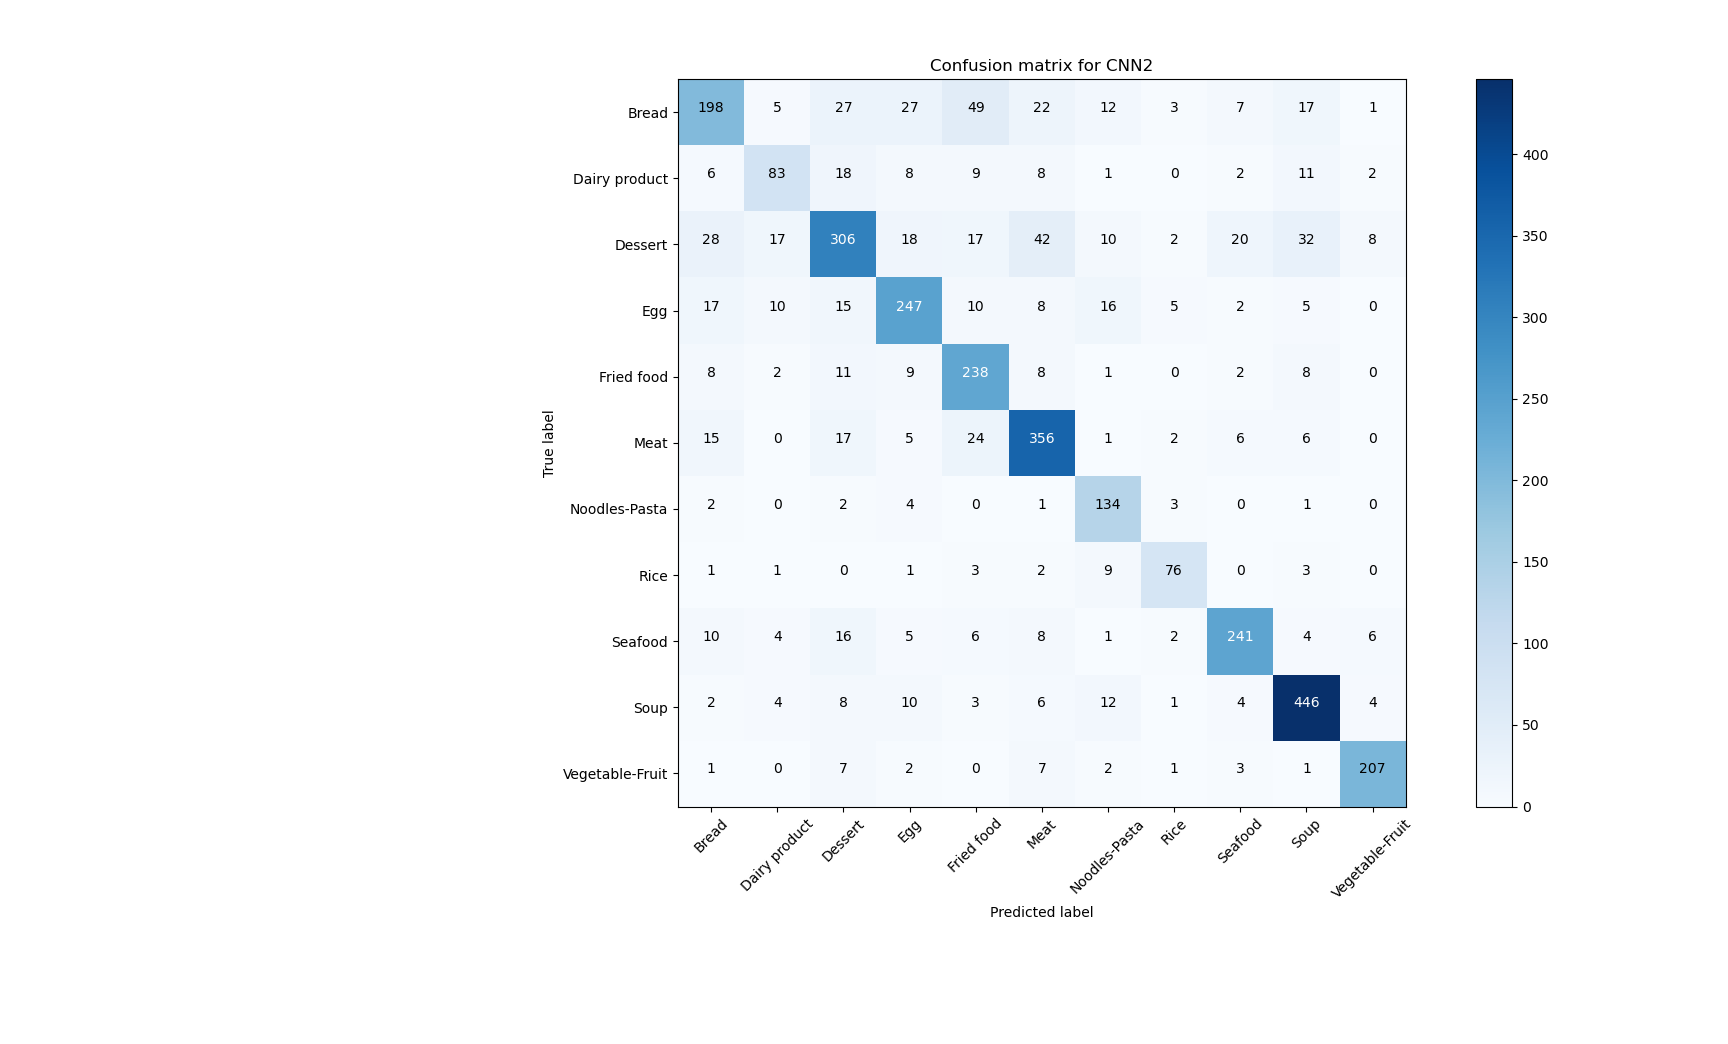 Confusion matrix for CNN2
Bread 198 5 27 27 49 22 12 3 7 17 1
Dairy product 6 83 18 8 9 8 1 0 2 11 2
Dessert 28 17 306 18 17 42 10 2 20 32 8
Egg 17 10 15 247 10 8 16 5 2 5 0
Fried food 8 2 11 9 238 8 1 0 2 8 0
Meat 15 0 17 5 24 356 1 2 6 6 0
Noodles-Pasta 2 0 2 4 0 1 134 3 0 1 0
Rice 1 1 0 1 3 2 9 76 0 3 0
Seafood 10 4 16 5 6 8 1 2 241 4 6
Soup 2 4 8 10 3 6 12 1 4 446 4
Vegetable-Fruit 1 0 7 2 0 7 2 1 3 1 207
True label
Bread Dairy product Dessert Egg Fried food Meat Noodles-Pasta Rice Seafood Soup Vegetable-Fruit
Predicted label
400
350
300
250
200
150
100
50
0